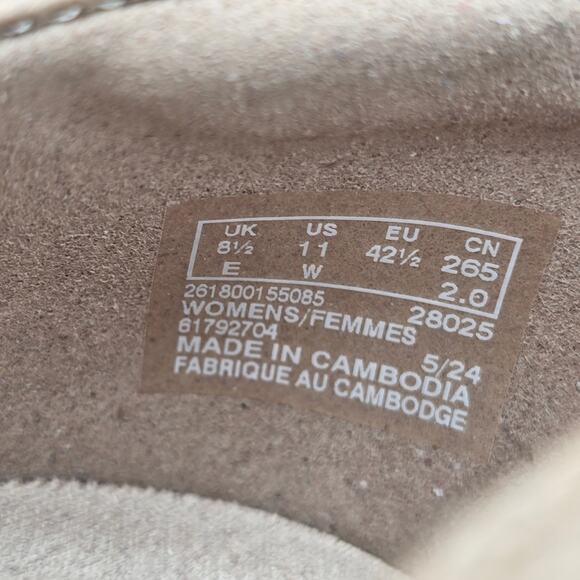 UK US EU CN
8½ 11 42½ 265
E W 2.0
261800155085 28025
WOMENS/FEMMES
61792704 5/24
MADE IN CAMBODIA
FABRIQUE AU CAMBODGE